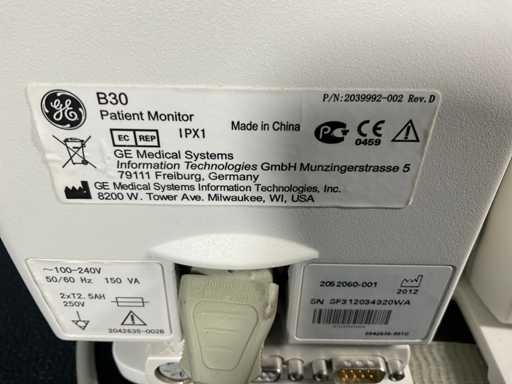 B30
P/N:2039992-002 Rev.D
Patient Monitor
EC REP IPX1 Made in China
CE 0459
GE Medical Systems
Information Technologies GmbH Munzingerstrasse 5
79111 Freiburg, Germany
GE Medical Systems Information Technologies, Inc.
8200 W. Tower Ave. Milwaukee, WI, USA
~100-240V
50/60 Hz 150 VA
2xT2.5AH
250V
2042635-002B
2052060-001
2012
SN SF312034920WA